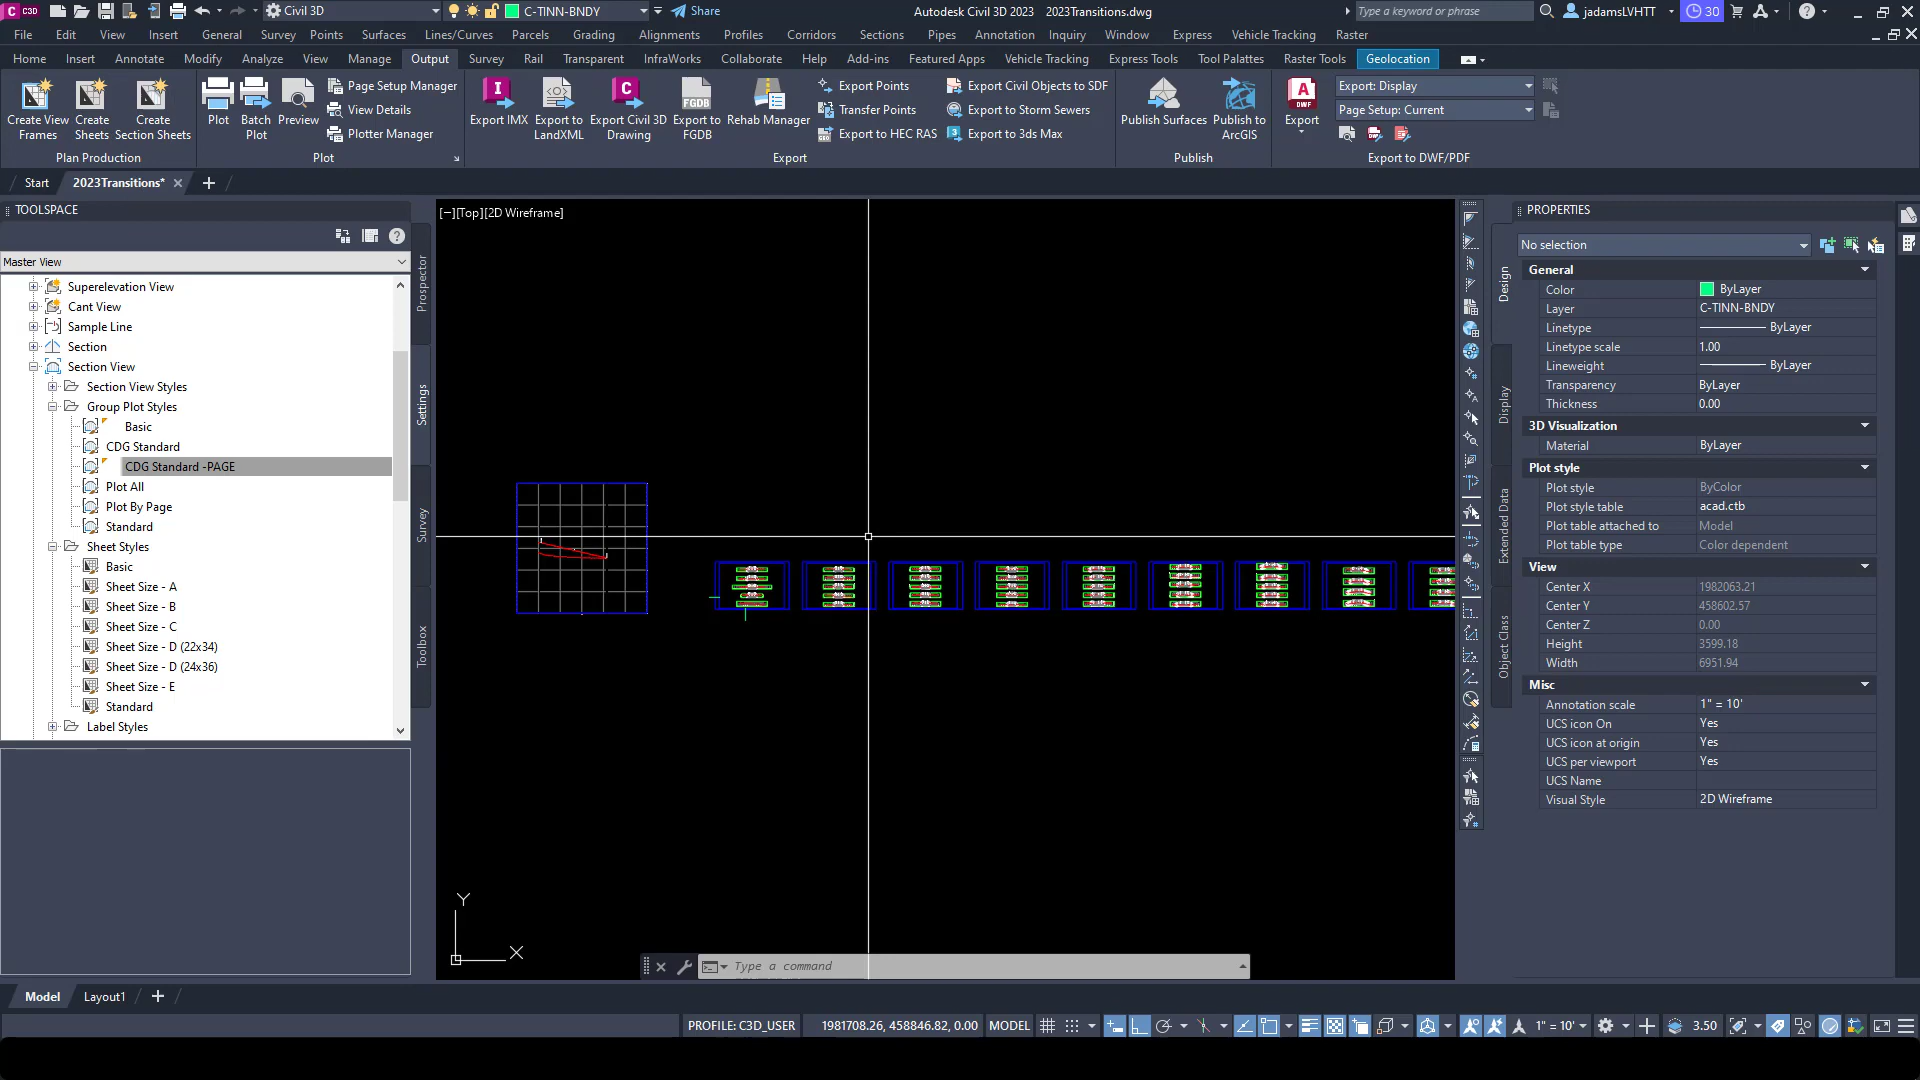 C3D
Civil 3D
C-TINN-BNDY
Share
Autodesk Civil 3D 2023 2023Transitions.dwg
Type a keyword or phrase
jadamsLVHTT
30
File Edit View Insert General Survey Points Surfaces Lines/Curves Parcels Grading Alignments Profiles Corridors Sections Pipes Annotation Inquiry Window Express Vehicle Tracking Raster
Home Insert Annotate Modify Analyze View Manage Output Survey Rail Transparent InfraWorks Collaborate Help Add-ins Featured Apps Vehicle Tracking Express Tools Tool Palettes Raster Tools Geolocation
Create View Frames
Create Sheets
Create Section Sheets
Plan Production
Plot
Batch Plot
Preview
Page Setup Manager
View Details
Plotter Manager
Plot
Export IMX
Export to LandXML
Export Civil 3D Drawing
FGDB
Export to FGDB
Rehab Manager
Export Points
Transfer Points
Export to HEC RAS
Export Civil Objects to SDF
Export to Storm Sewers
Export to 3ds Max
Export
Publish Surfaces
Publish to ArcGIS
Publish
DWF
Export
Export: Display
Page Setup: Current
Export to DWF/PDF
Start
2023Transitions*
TOOLSPACE
Master View
Superelevation View
Cant View
Sample Line
Section
Section View
Section View Styles
Group Plot Styles
Basic
CDG Standard
CDG Standard -PAGE
Plot All
Plot By Page
Standard
Sheet Styles
Basic
Sheet Size - A
Sheet Size - B
Sheet Size - C
Sheet Size - D (22x34)
Sheet Size - D (24x36)
Sheet Size - E
Standard
Label Styles
Prospector
Settings
Survey
Toolbox
[−][Top][2D Wireframe]
Y
X
Type a command
PROPERTIES
No selection
Design
Display
Extended Data
Object Class
General
Color ByLayer
Layer C-TINN-BNDY
Linetype ByLayer
Linetype scale 1.00
Lineweight ByLayer
Transparency ByLayer
Thickness 0.00
3D Visualization
Material ByLayer
Plot style
Plot style ByColor
Plot style table acad.ctb
Plot table attached to Model
Plot table type Color dependent
View
Center X 1982063.21
Center Y 458602.57
Center Z 0.00
Height 3599.18
Width 6951.94
Misc
Annotation scale 1" = 10'
UCS icon On Yes
UCS icon at origin Yes
UCS per viewport Yes
UCS Name
Visual Style 2D Wireframe
Model Layout1
PROFILE: C3D_USER 1981708.26, 458846.82, 0.00 MODEL 1" = 10' 3.50